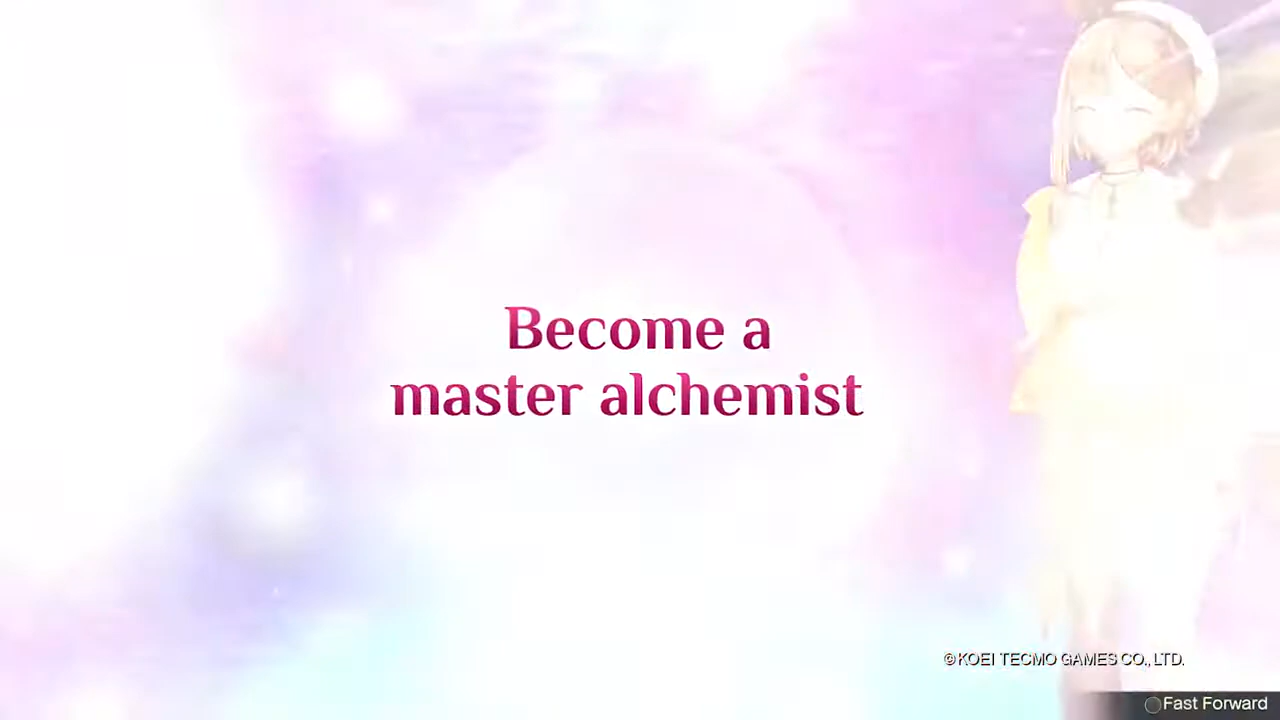 Become a
master alchemist
©KOEI TECMO GAMES CO., LTD.
Fast Forward